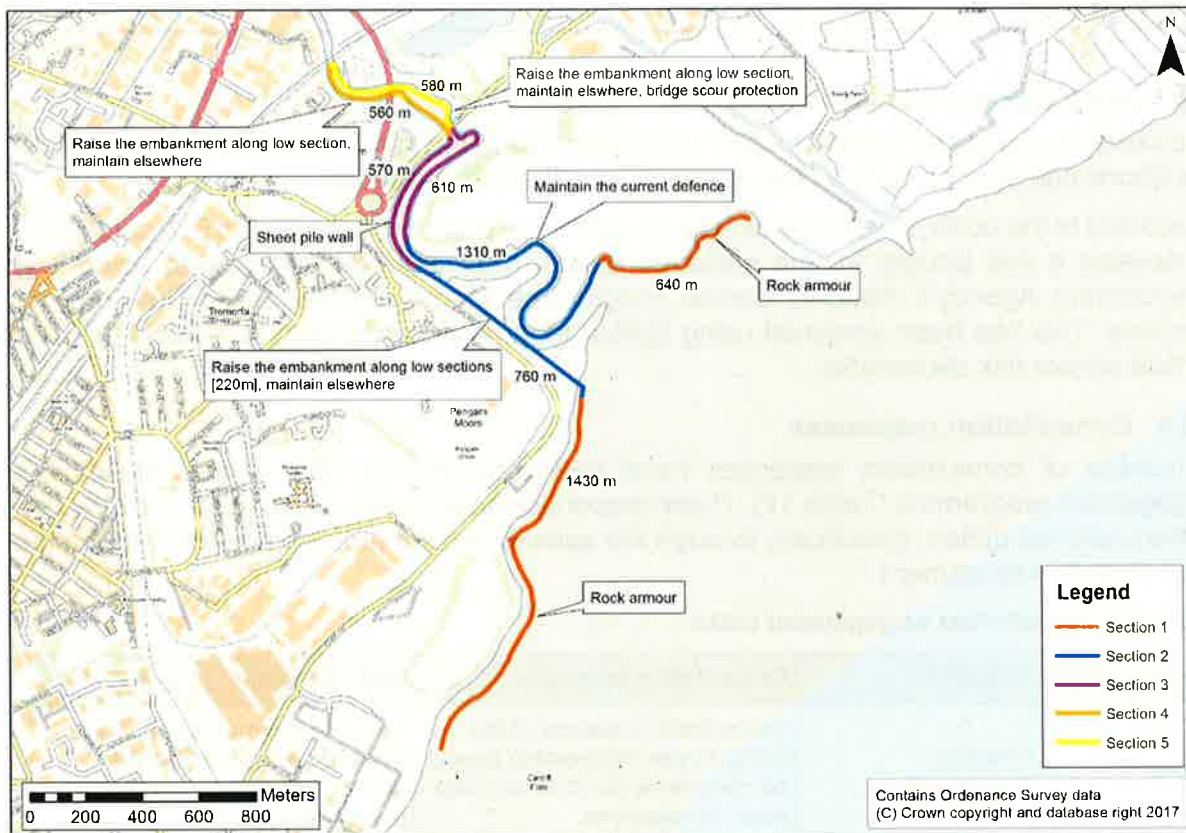 N
580 m
Raise the embankment along low section,
maintain elswhere, bridge scour protection
560 m
Raise the embankment along low section,
maintain elsewhere
570 m
610 m
Maintain the current defence
Sheet pile wall
1310 m
640 m
Rock armour
Tremorfa
Raise the embankment along low sections
[220m], maintain elsewhere
760 m
Pengam
Moors
1430 m
Rock armour
Legend
Section 1
Section 2
Section 3
Section 4
Section 5
Cardiff
Flats
Meters
0 200 400 600 800
Contains Ordenance Survey data
(C) Crown copyright and database right 2017